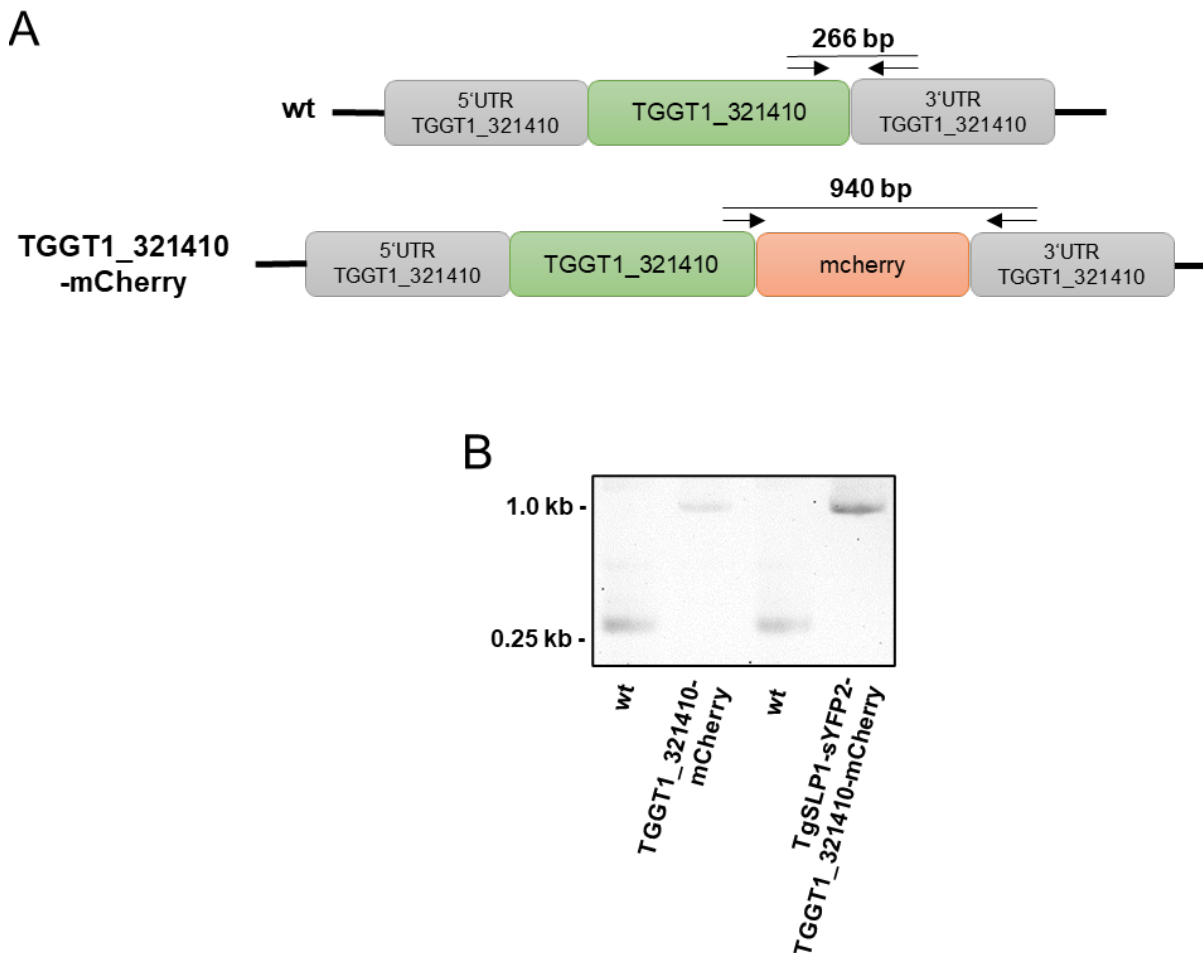 A
266 bp
wt
5‘UTR
TGGT1_321410
TGGT1_321410
3‘UTR
TGGT1_321410
940 bp
TGGT1_321410
-mCherry
5‘UTR
TGGT1_321410
TGGT1_321410
mcherry
3‘UTR
TGGT1_321410
B
1.0 kb -
0.25 kb -
wt
TGGT1_321410-
mCherry
wt
TgSLP1-sYFP2-
TGGT1_321410-mCherry